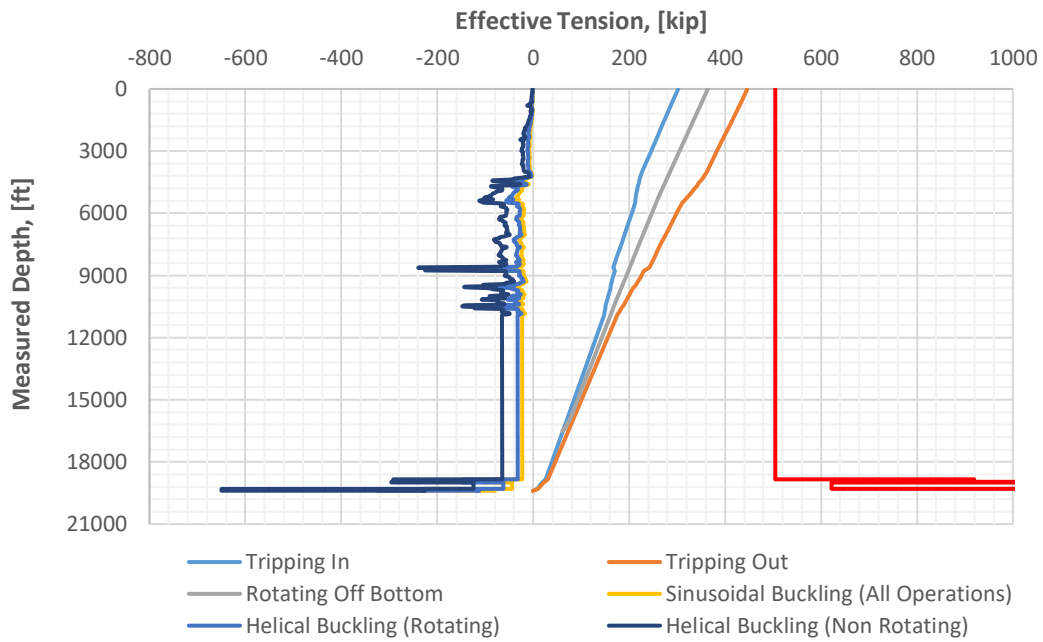 Effective Tension, [kip]
-800 -600 -400 -200 0 200 400 600 800 1000
0
3000
6000
9000
12000
15000
18000
21000
Measured Depth, [ft]
Tripping In Tripping Out
Rotating Off Bottom Sinusoidal Buckling (All Operations)
Helical Buckling (Rotating) Helical Buckling (Non Rotating)